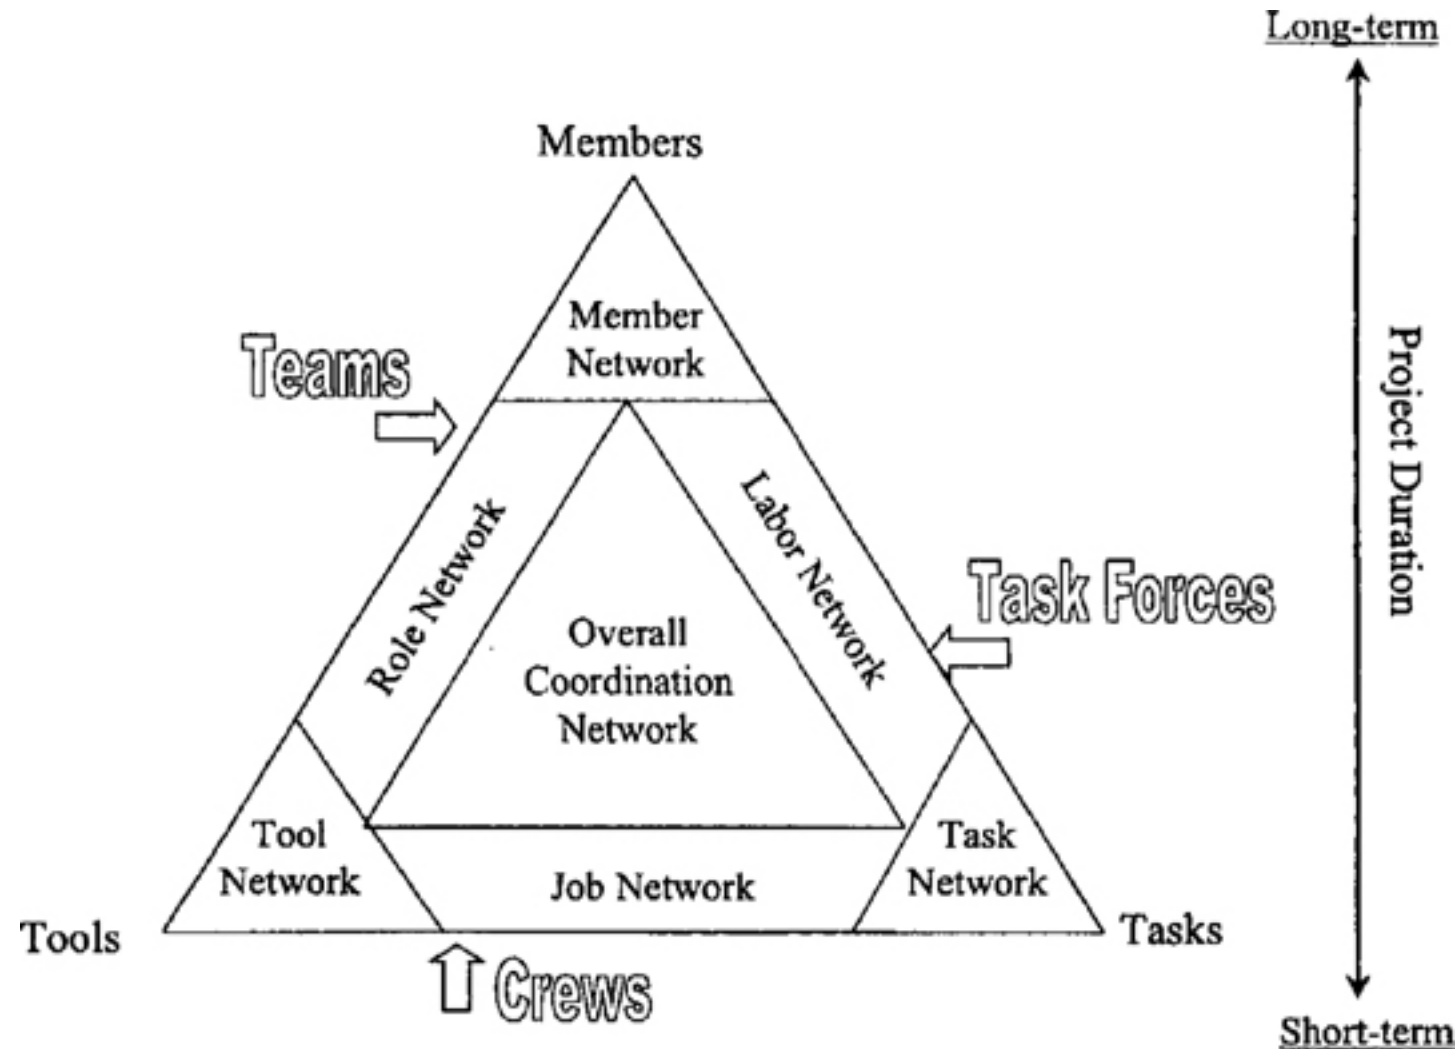 Long-term
Members
Member
Network
Teams
Project Duration
Role Network
Labor Network
Task Forces
Overall
Coordination
Network
Tool
Network
Task
Network
Job Network
Tools
Tasks
Crews
Short-term